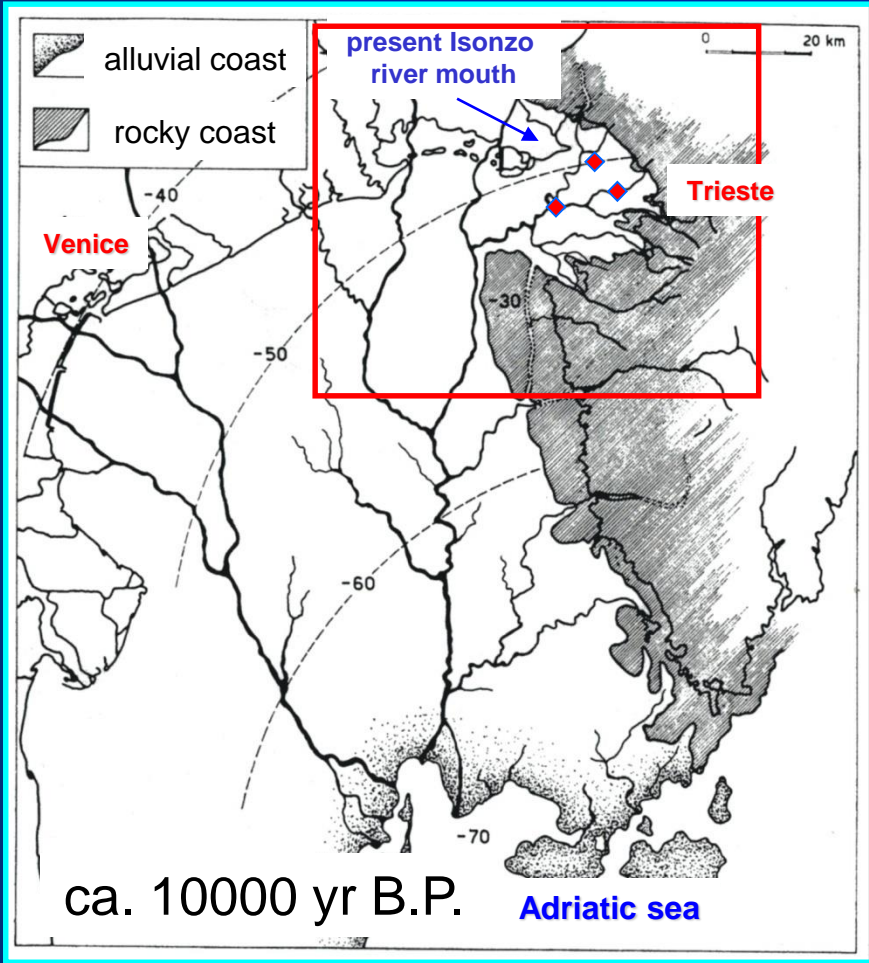 alluvial coast
rocky coast
present Isonzo
river mouth
0
20 km
-40
Trieste
Venice
-30
-50
-60
-70
ca. 10000 yr B.P.
Adriatic sea